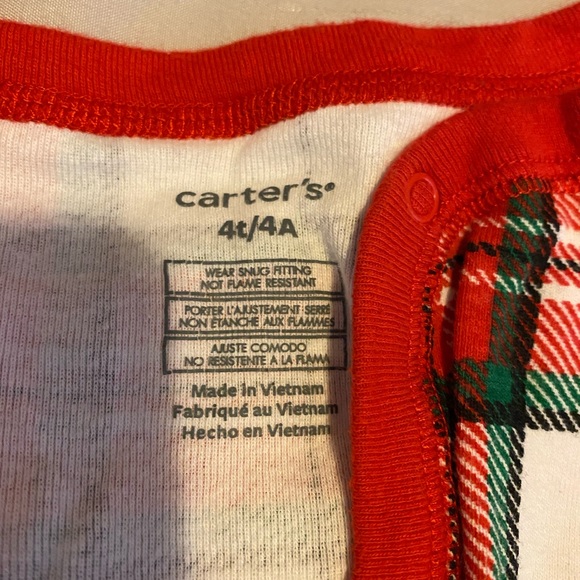 carter's®
4t/4A
WEAR SNUG FITTING
NOT FLAME RESISTANT
PORTER L'AJUSTEMENT SERRÉ
NON ÉTANCHE AUX FLAMMES
AJUSTE COMODO
NO RESISTENTE A LA FLAMA
Made in Vietnam
Fabriqué au Vietnam
Hecho en Vietnam